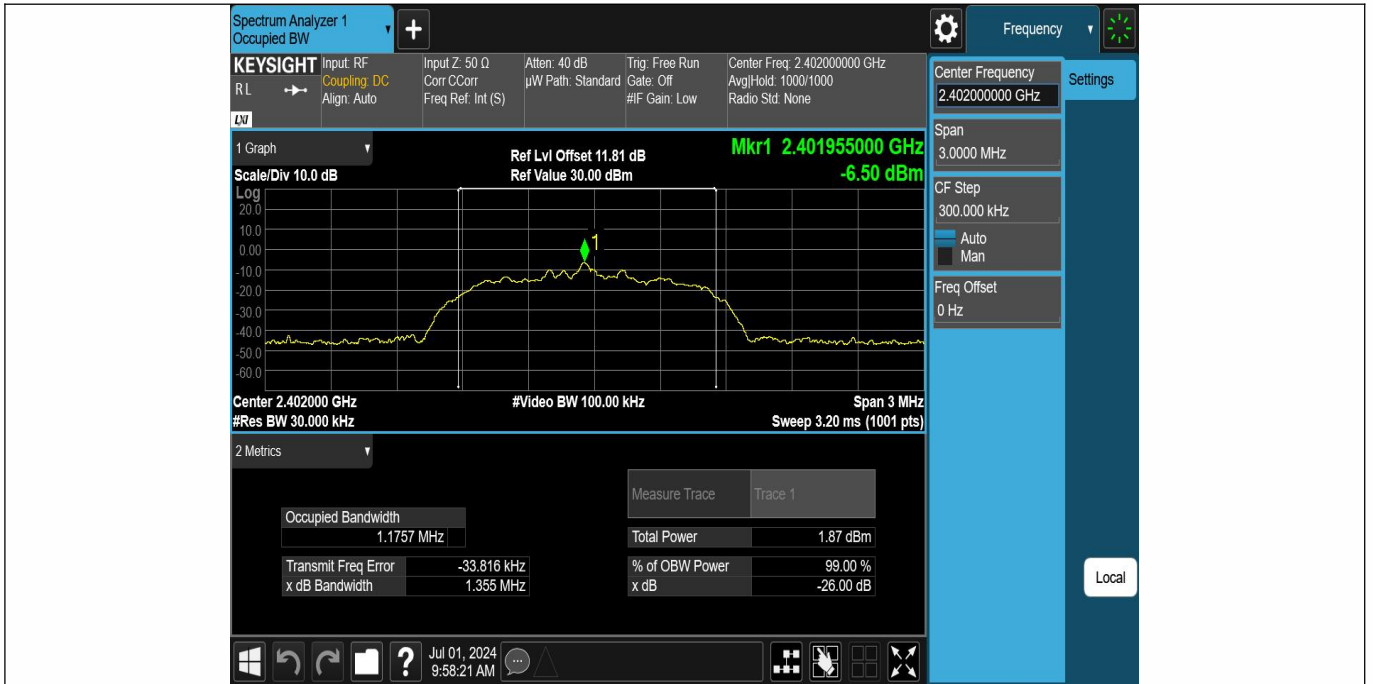 Spectrum Analyzer 1
Occupied BW
Frequency
KEYSIGHT
RL
LXI
Input: RF
Coupling: DC
Align: Auto
Input Z: 50 Ω
Corr CCorr
Freq Ref: Int (S)
Atten: 40 dB
µW Path: Standard
Trig: Free Run
Gate: Off
#IF Gain: Low
Center Freq: 2.402000000 GHz
Avg|Hold: 1000/1000
Radio Std: None
Center Frequency
2.402000000 GHz
Settings
Span
3.0000 MHz
CF Step
300.000 kHz
Auto
Man
Freq Offset
0 Hz
Local
1 Graph
Scale/Div 10.0 dB
Ref Lvl Offset 11.81 dB
Ref Value 30.00 dBm
Mkr1 2.401955000 GHz
-6.50 dBm
Log
20.0
10.0
0.00
-10.0
-20.0
-30.0
-40.0
-50.0
-60.0
1
Center 2.402000 GHz
#Res BW 30.000 kHz
#Video BW 100.00 kHz
Span 3 MHz
Sweep 3.20 ms (1001 pts)
2 Metrics
Measure Trace Trace 1
Occupied Bandwidth
1.1757 MHz
Total Power 1.87 dBm
Transmit Freq Error -33.816 kHz
% of OBW Power 99.00 %
x dB Bandwidth 1.355 MHz
x dB -26.00 dB
Jul 01, 2024
9:58:21 AM